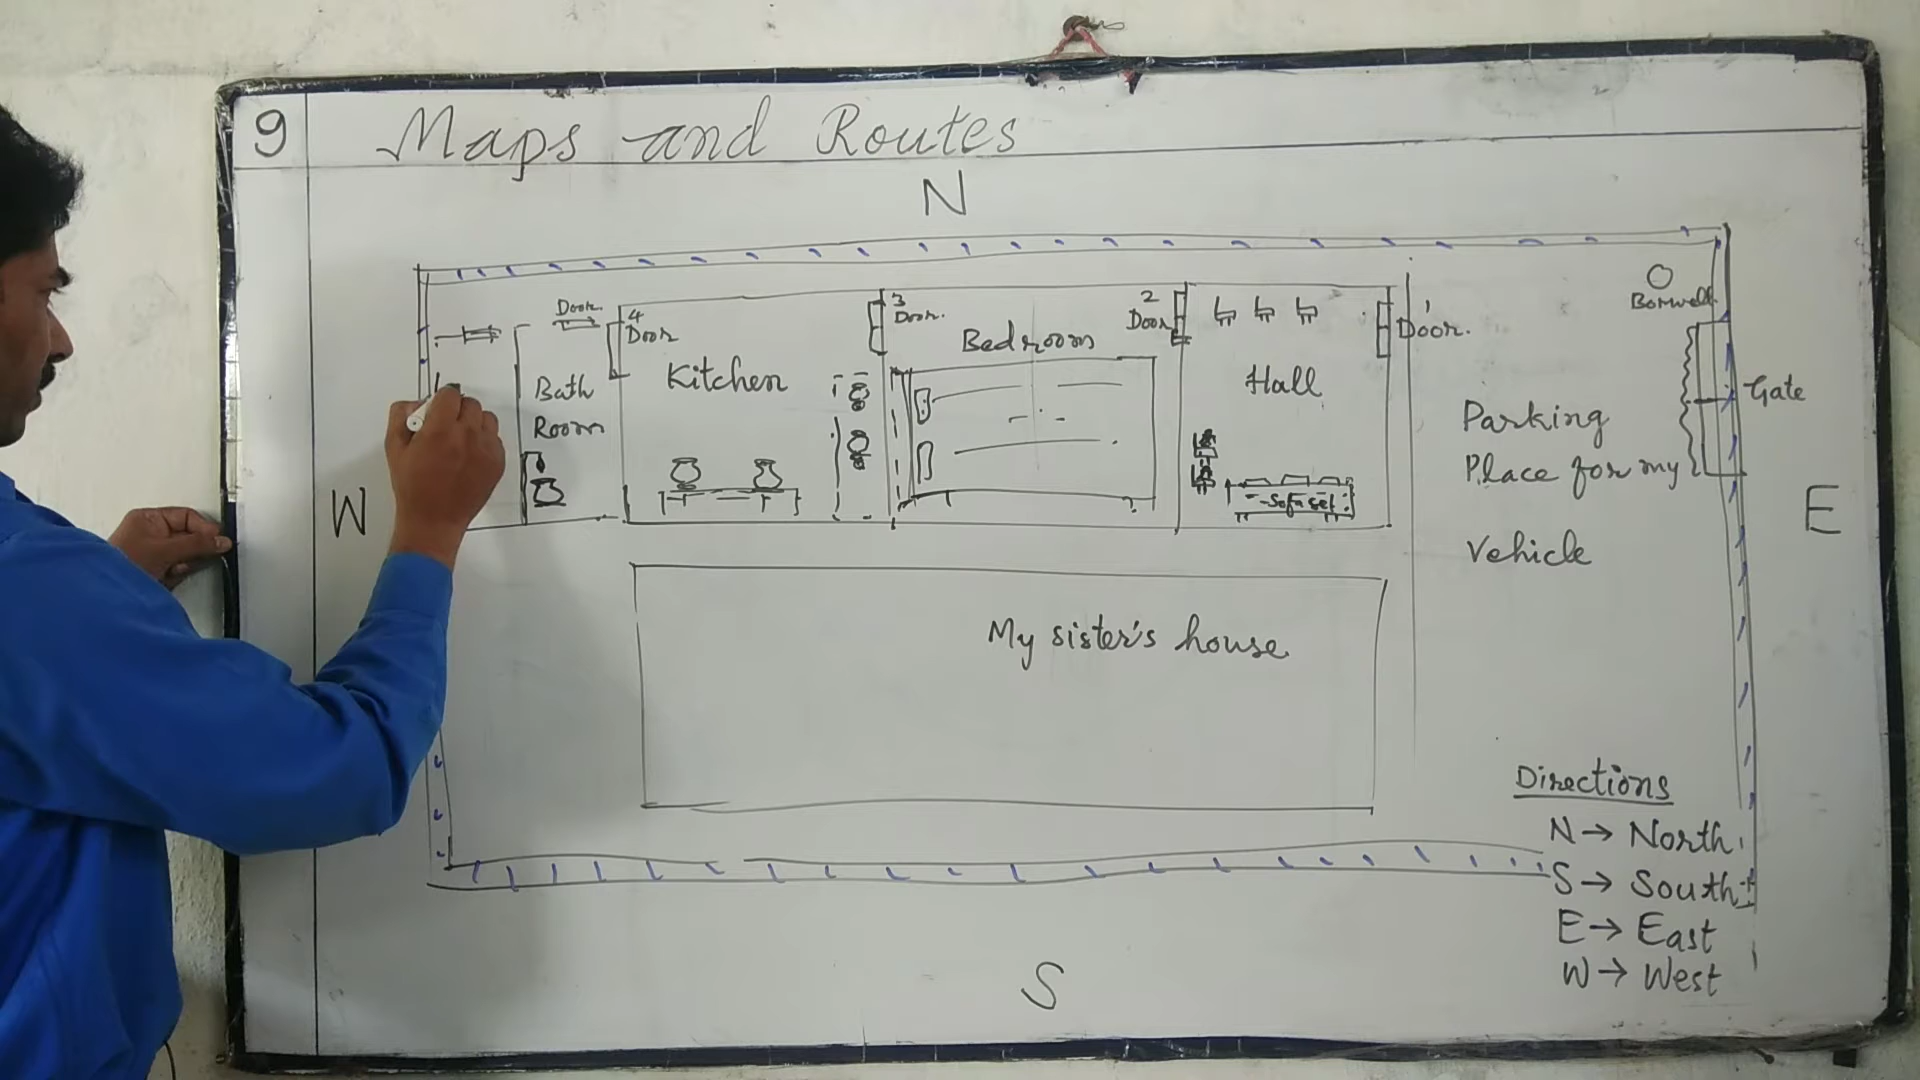 9 Maps and Routes
N
Borwell
Door
4
Door
3
Door.
2
Door
1
Door.
Bedroom
Kitchen
Hall
Gate
Bath
Room
Parking
Place for my
Vehicle
Sofa set
W
E
My sister's house
Directions
N→ North
S→ South
E→ East
W→ West
S